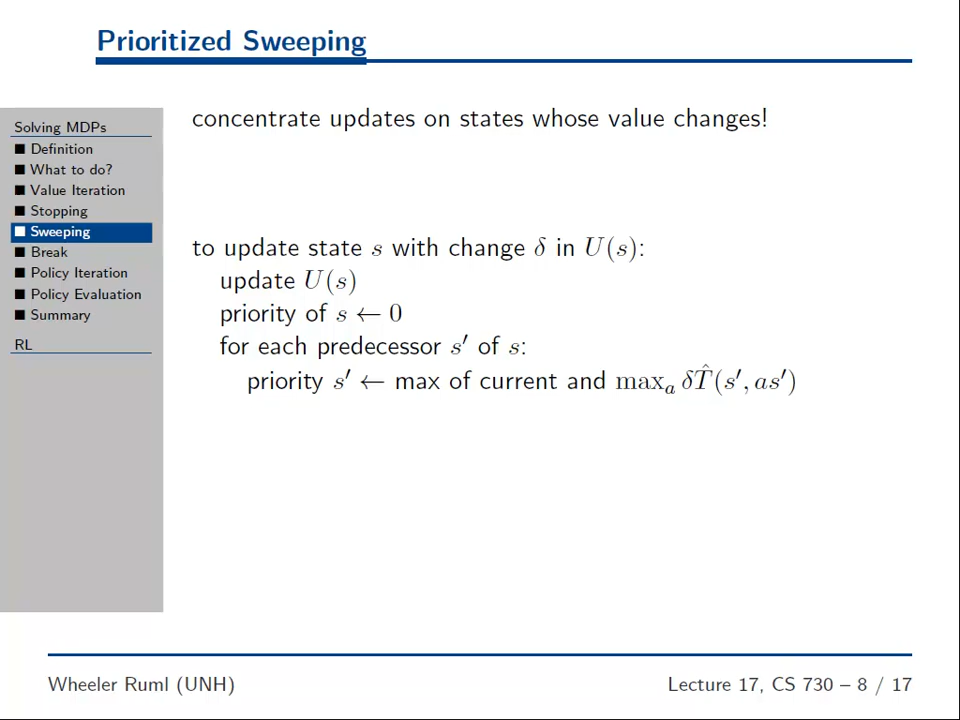 Prioritized Sweeping
Solving MDPs
■ Definition
■ What to do?
■ Value Iteration
■ Stopping
■ Sweeping
■ Break
■ Policy Iteration
■ Policy Evaluation
■ Summary
RL
concentrate updates on states whose value changes!
to update state s with change δ in U(s):
update U(s)
priority of s ← 0
for each predecessor s′ of s:
priority s′ ← max of current and maxₐ δT̂(s′, as′)
Wheeler Ruml (UNH)
Lecture 17, CS 730 – 8 / 17